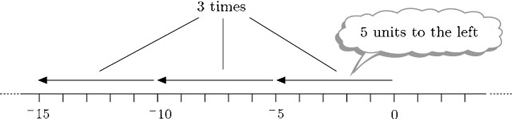 3 times
5 units to the left
⁻15 ⁻10 ⁻5 0